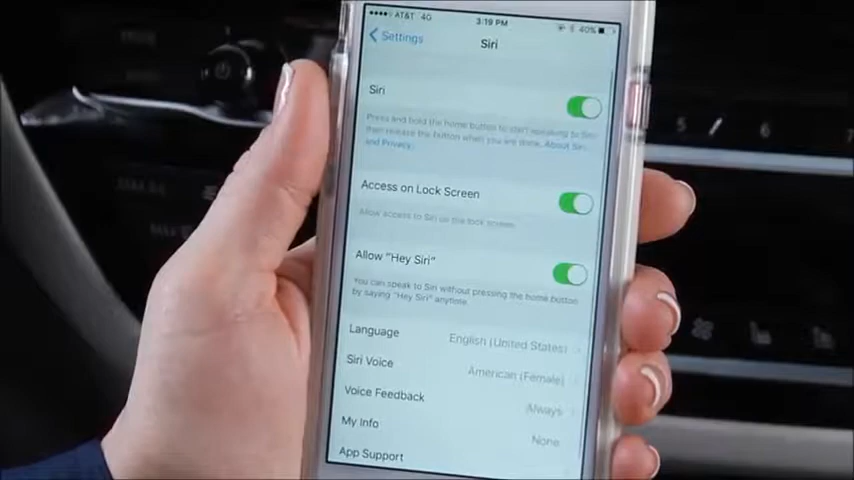 AT&T 4G 3:19 PM 40%
Settings Siri
Siri
Press and hold the home button to start speaking to Siri,
then release the button when you are done. About Siri
and Privacy...
Access on Lock Screen
Allow access to Siri on the lock screen.
Allow "Hey Siri"
You can speak to Siri without pressing the home button
by saying "Hey Siri" anytime.
Language English (United States)
Siri Voice American (Female)
Voice Feedback Always
My Info None
App Support
5 6 7